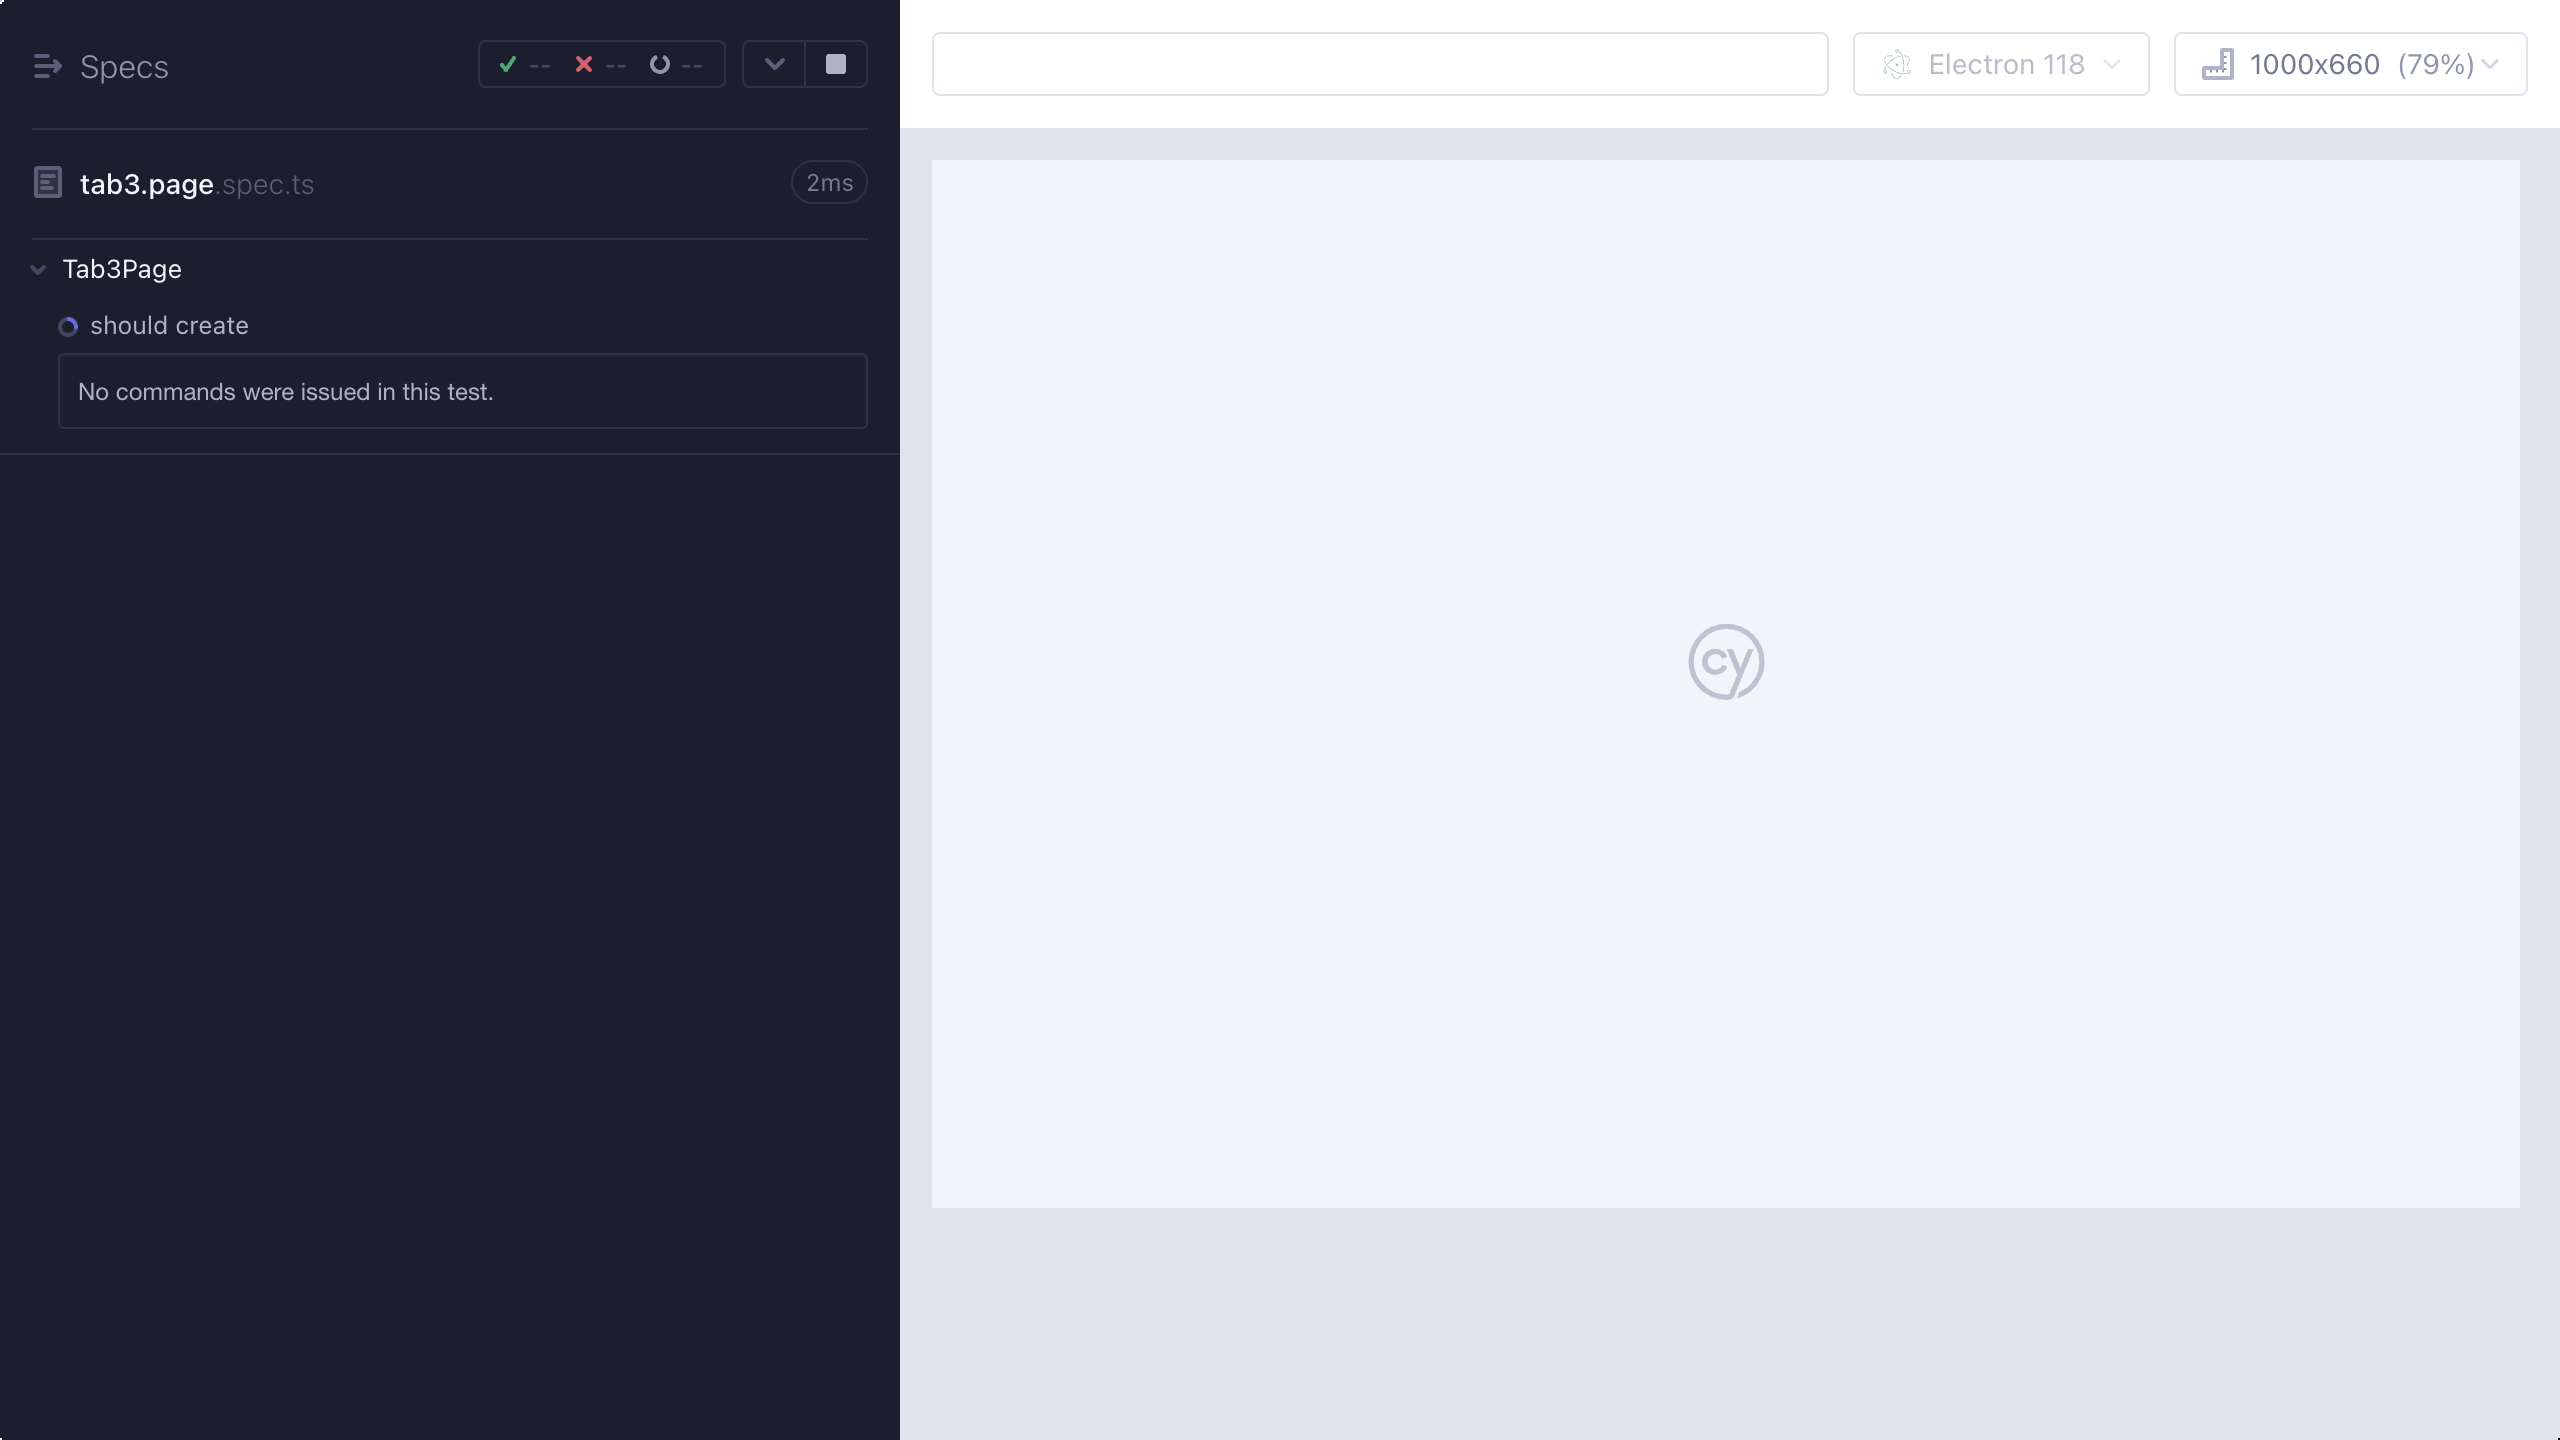 Specs
-- -- --
tab3.page.spec.ts
2ms
Tab3Page
should create
No commands were issued in this test.
Electron 118
1000x660 (79%)
cy